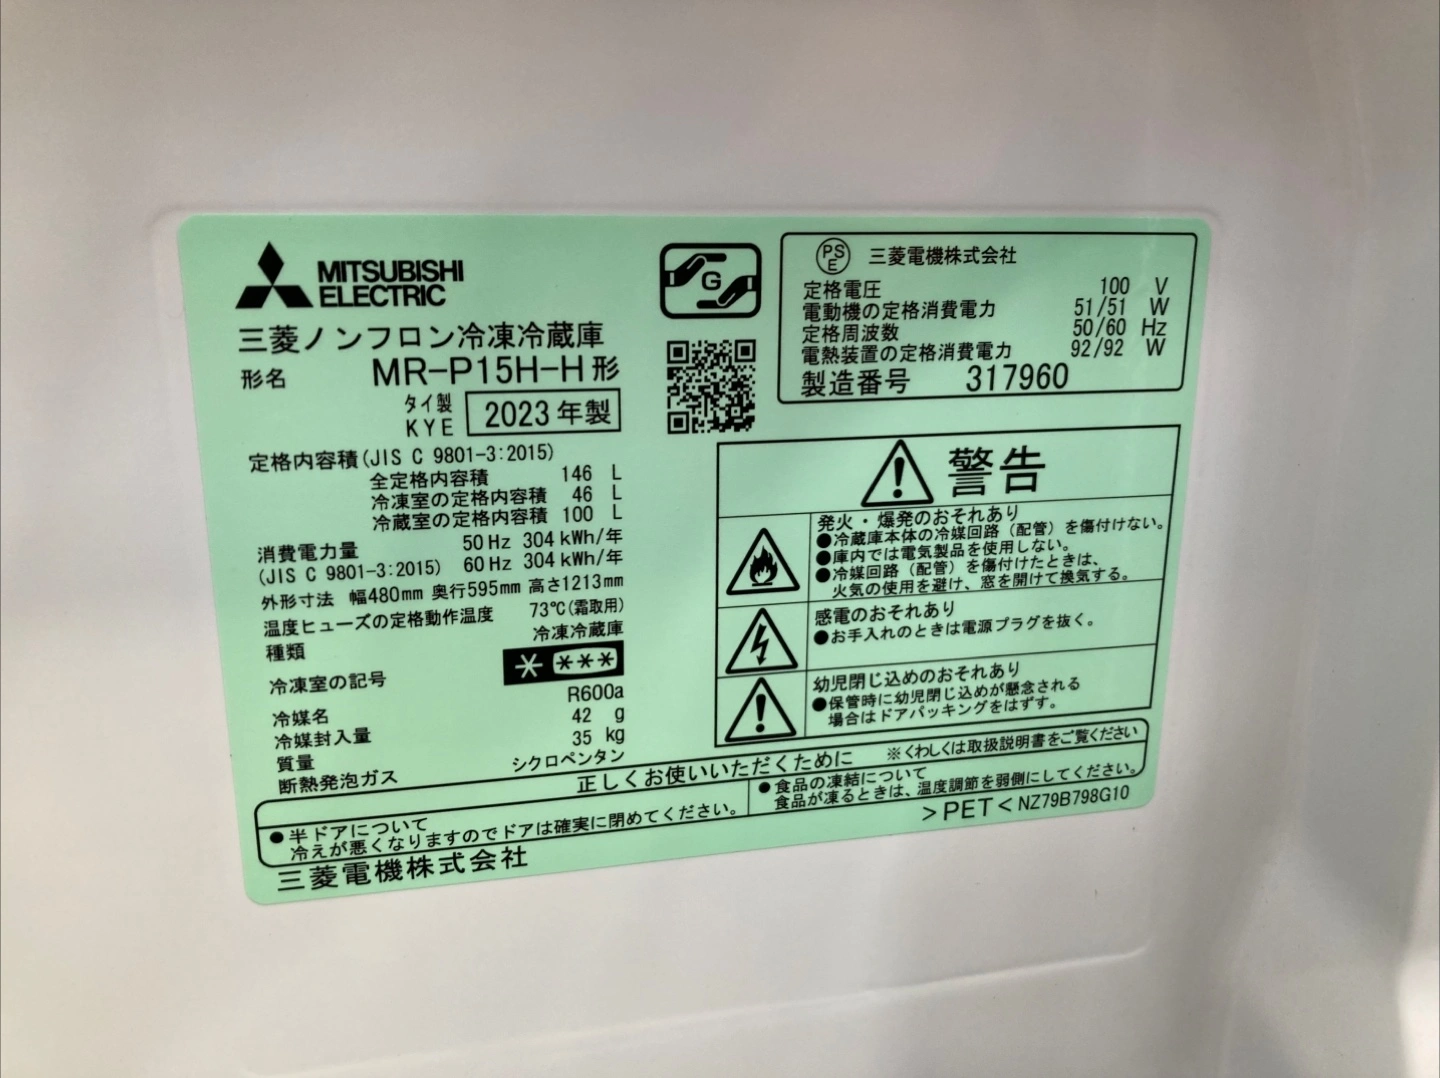 MITSUBISHI
ELECTRIC
三菱ノンフロン冷凍冷蔵庫
形名 MR-P15H-H形
タイ製
KYE 2023年製
定格内容積(JIS C 9801-3:2015)
全定格内容積 146 L
冷凍室の定格内容積 46 L
冷蔵室の定格内容積 100 L
消費電力量 50Hz 304kWh/年
(JIS C 9801-3:2015) 60Hz 304kWh/年
外形寸法 幅480mm 奥行595mm 高さ1213mm
温度ヒューズの定格動作温度 73℃(霜取用)
種類 冷凍冷蔵庫
冷凍室の記号 * ***
冷媒名 R600a
冷媒封入量 42 g
質量 35 kg
断熱発泡ガス シクロペンタン
G
PS
E
三菱電機株式会社
定格電圧 100 V
電動機の定格消費電力 51/51 W
定格周波数 50/60 Hz
電熱装置の定格消費電力 92/92 W
製造番号 317960
警告
発火・爆発のおそれあり
●冷蔵庫本体の冷媒回路(配管)を傷付けない。
●庫内では電気製品を使用しない。
●冷媒回路(配管)を傷付けたときは、
火気の使用を避け、窓を開けて換気する。
感電のおそれあり
●お手入れのときは電源プラグを抜く。
幼児閉じ込めのおそれあり
●保管時に幼児閉じ込めが懸念される
場合はドアパッキングをはずす。
正しくお使いいただくために ※くわしくは取扱説明書をご覧ください
●半ドアについて
冷えが悪くなりますのでドアは確実に閉めてください。
●食品の凍結について
食品が凍るときは、温度調節を弱側にしてください。
三菱電機株式会社
>PET< NZ79B798G10